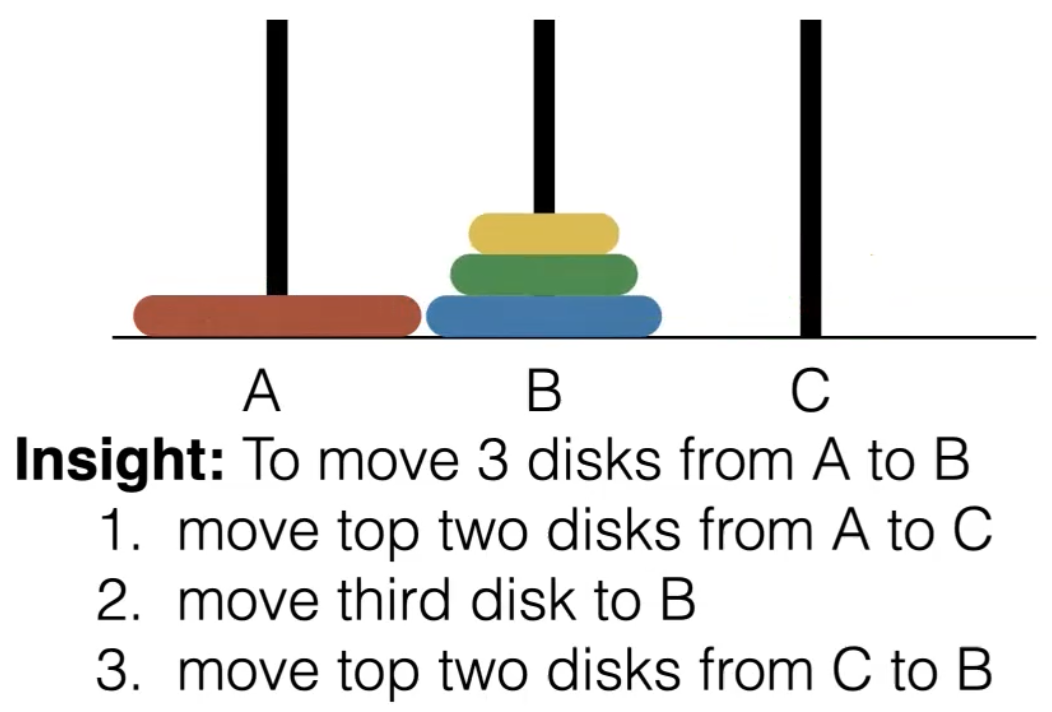 A B C
Insight: To move 3 disks from A to B
1. move top two disks from A to C
2. move third disk to B
3. move top two disks from C to B